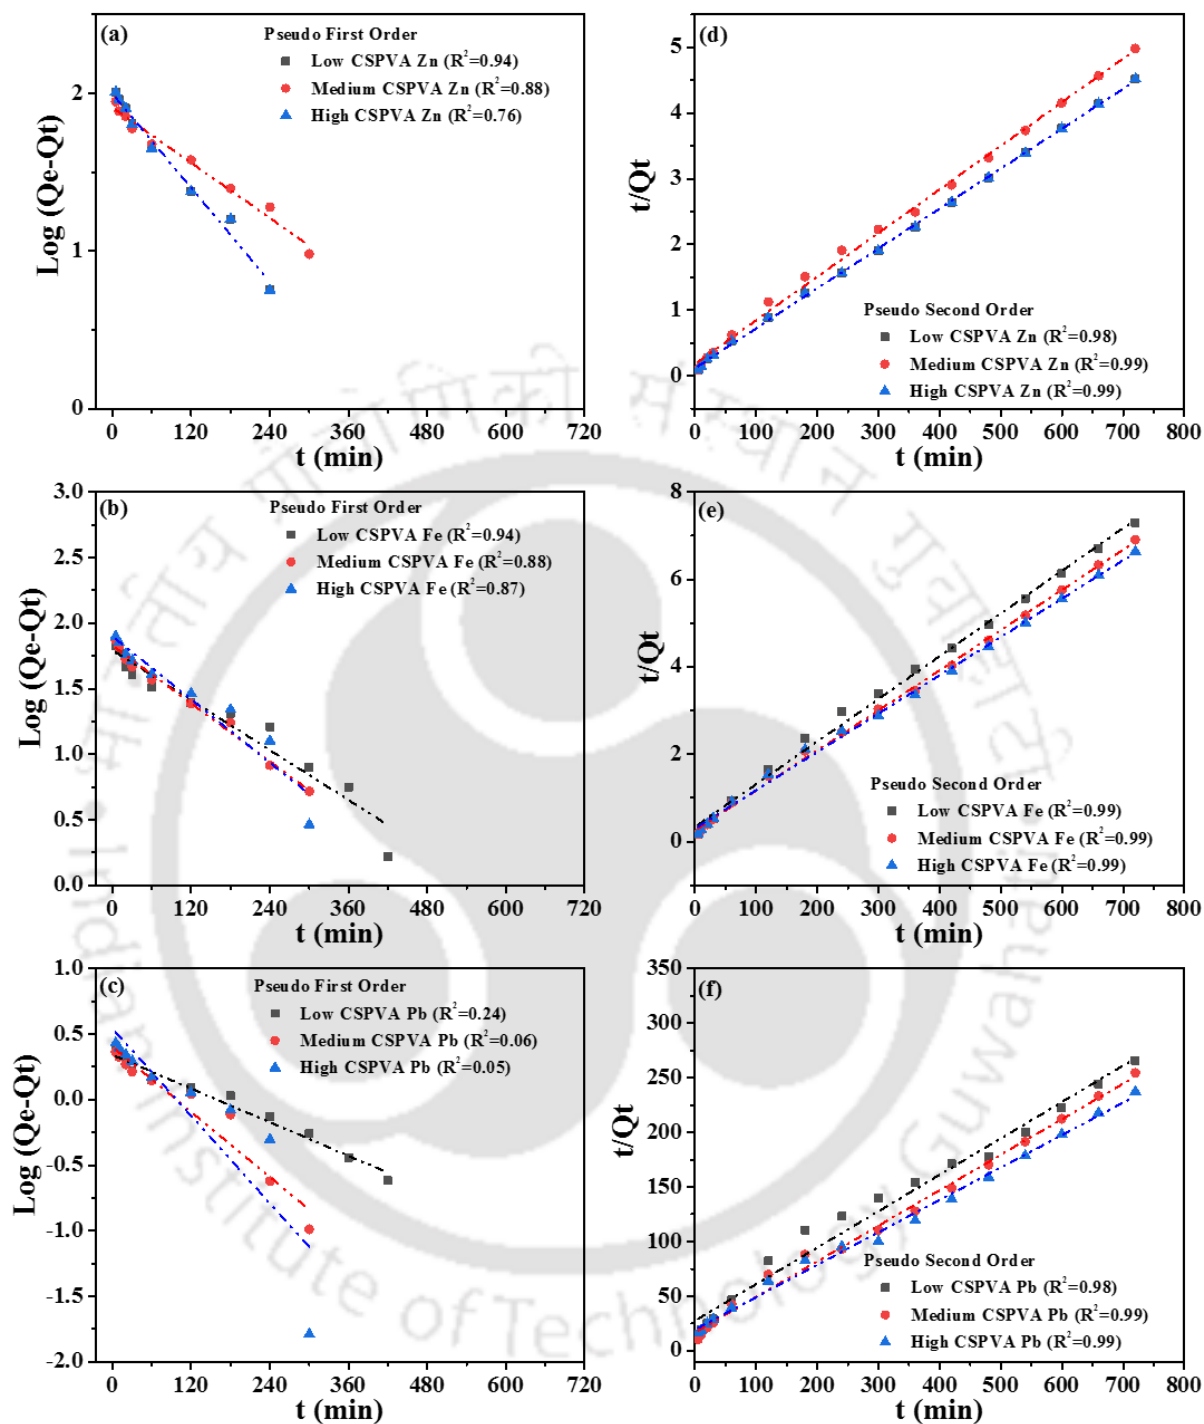 (a)
Pseudo First Order
Low CSPVA Zn (R²=0.94)
Medium CSPVA Zn (R²=0.88)
High CSPVA Zn (R²=0.76)
2
1
0
Log (Qe-Qt)
0 120 240 360 480 600 720
t (min)
(d)
5
4
3
2
1
0
t/Qt
Pseudo Second Order
Low CSPVA Zn (R²=0.98)
Medium CSPVA Zn (R²=0.99)
High CSPVA Zn (R²=0.99)
0 100 200 300 400 500 600 700 800
t (min)
(b)
Pseudo First Order
Low CSPVA Fe (R²=0.94)
Medium CSPVA Fe (R²=0.88)
High CSPVA Fe (R²=0.87)
3.0
2.5
2.0
1.5
1.0
0.5
0.0
Log (Qe-Qt)
0 120 240 360 480 600 720
t (min)
(e)
8
6
4
2
0
t/Qt
Pseudo Second Order
Low CSPVA Fe (R²=0.99)
Medium CSPVA Fe (R²=0.99)
High CSPVA Fe (R²=0.99)
0 100 200 300 400 500 600 700 800
t (min)
(c)
Pseudo First Order
Low CSPVA Pb (R²=0.24)
Medium CSPVA Pb (R²=0.06)
High CSPVA Pb (R²=0.05)
1.0
0.5
0.0
-0.5
-1.0
-1.5
-2.0
Log (Qe-Qt)
0 120 240 360 480 600 720
t (min)
(f)
350
300
250
200
150
100
50
0
t/Qt
Pseudo Second Order
Low CSPVA Pb (R²=0.98)
Medium CSPVA Pb (R²=0.99)
High CSPVA Pb (R²=0.99)
0 100 200 300 400 500 600 700 800
t (min)
Indian Institute of Technology Guwahati